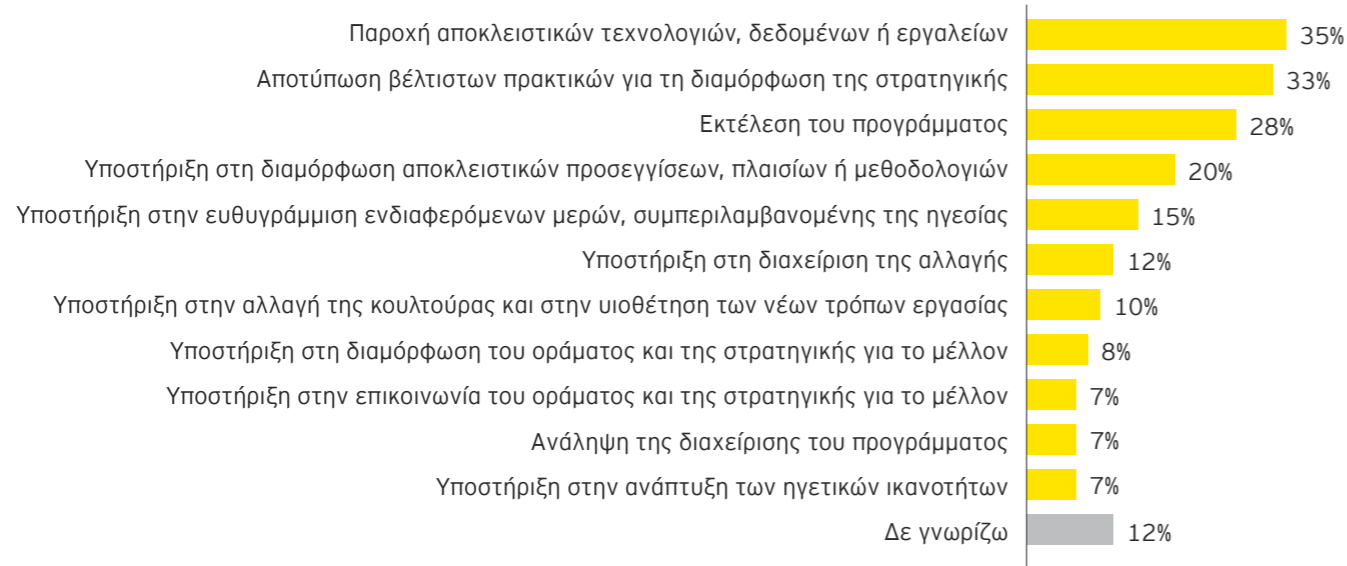 Παροχή αποκλειστικών τεχνολογιών, δεδομένων ή εργαλείων 35%
Αποτύπωση βέλτιστων πρακτικών για τη διαμόρφωση της στρατηγικής 33%
Εκτέλεση του προγράμματος 28%
Υποστήριξη στη διαμόρφωση αποκλειστικών προσεγγίσεων, πλαισίων ή μεθοδολογιών 20%
Υποστήριξη στην ευθυγράμμιση ενδιαφερόμενων μερών, συμπεριλαμβανομένης της ηγεσίας 15%
Υποστήριξη στη διαχείριση της αλλαγής 12%
Υποστήριξη στην αλλαγή της κουλτούρας και στην υιοθέτηση των νέων τρόπων εργασίας 10%
Υποστήριξη στη διαμόρφωση του οράματος και της στρατηγικής για το μέλλον 8%
Υποστήριξη στην επικοινωνία του οράματος και της στρατηγικής για το μέλλον 7%
Ανάληψη της διαχείρισης του προγράμματος 7%
Υποστήριξη στην ανάπτυξη των ηγετικών ικανοτήτων 7%
Δε γνωρίζω 12%